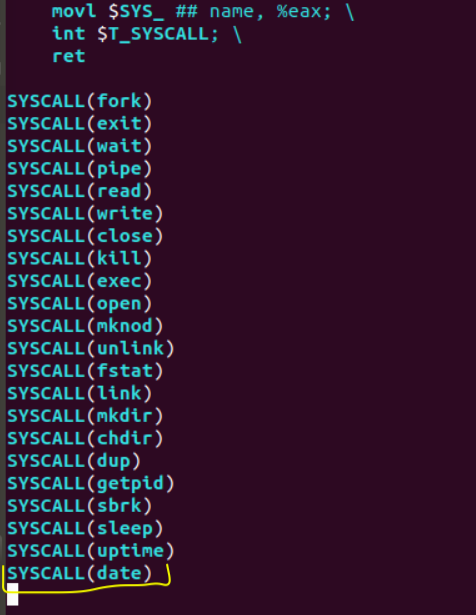 movl $SYS_ ## name, %eax; \
int $T_SYSCALL; \
ret
SYSCALL(fork)
SYSCALL(exit)
SYSCALL(wait)
SYSCALL(pipe)
SYSCALL(read)
SYSCALL(write)
SYSCALL(close)
SYSCALL(kill)
SYSCALL(exec)
SYSCALL(open)
SYSCALL(mknod)
SYSCALL(unlink)
SYSCALL(fstat)
SYSCALL(link)
SYSCALL(mkdir)
SYSCALL(chdir)
SYSCALL(dup)
SYSCALL(getpid)
SYSCALL(sbrk)
SYSCALL(sleep)
SYSCALL(uptime)
SYSCALL(date)